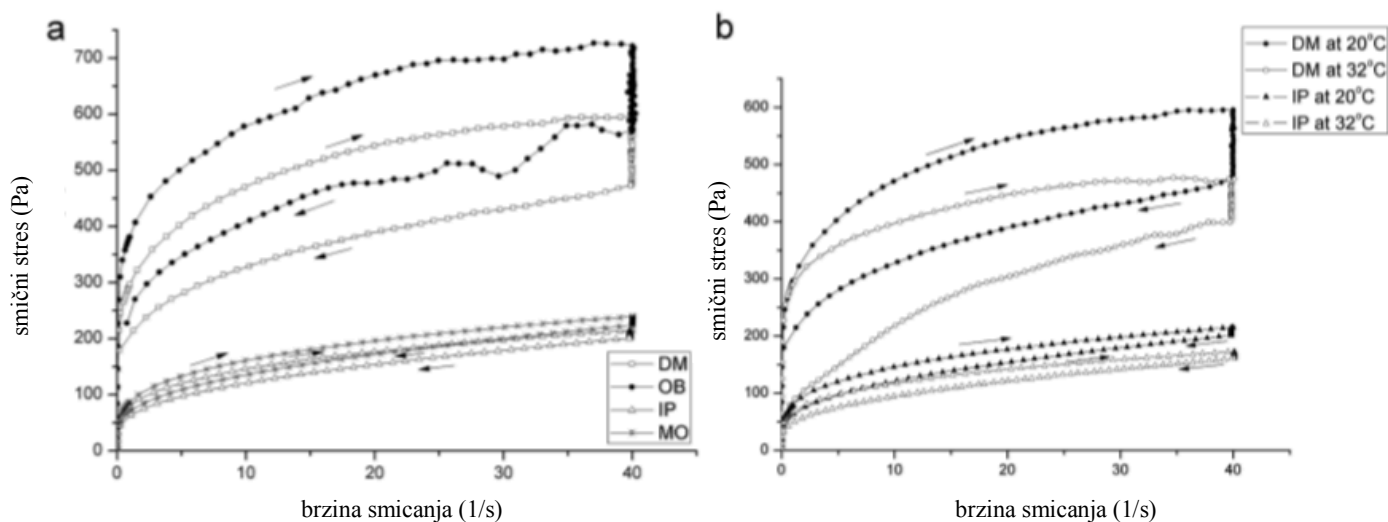 a
700
600
500
400
300
200
100
0
smični stres (Pa)
0 10 20 30 40
brzina smicanja (1/s)
DM
OB
IP
MO
b
600
500
400
300
200
100
0
smični stres (Pa)
0 10 20 30 40
brzina smicanja (1/s)
DM at 20°C
DM at 32°C
IP at 20°C
IP at 32°C